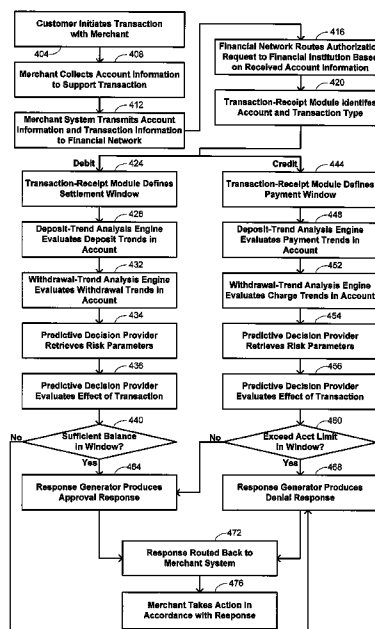 Customer Initiates Transaction
with Merchant
404
408
Merchant Collects Account Information
to Support Transaction
412
Merchant System Transmits Account
Information and Transaction Information
to Financial Network
416
Financial Network Routes Authorization
Request to Financial Institution Based
on Received Account Information
420
Transaction-Receipt Module Identifes
Account and Transaction Type
Debit
424
Transaction-Receipt Module Defines
Settlement Window
428
Deposit-Trend Analysis Engine
Evaluates Deposit Trends in
Account
432
Withdrawal-Trend Analysis Engine
Evaluates Withdrawal Trends in
Account
434
Predictive Decision Provider
Retrieves Risk Parameters
436
Predictive Decision Provider
Evaluates Effect of Transaction
440
No
Sufficient Balance
in Window?
Yes
464
Response Generator Produces
Approval Response
Credit
444
Transaction-Receipt Module Defines
Payment Window
448
Deposit-Trend Analysis Engine
Evaluates Payment Trends in
Account
452
Withdrawal-Trend Analysis Engine
Evaluates Charge Trends in Account
454
Predictive Decision Provider
Retrieves Risk Parameters
456
Predictive Decision Provider
Evaluates Effect of Transaction
460
No
Exceed Acct Limit
in Window?
Yes
468
Response Generator Produces
Denial Response
472
Response Routed Back to
Merchant System
476
Merchant Takes Action in
Accordance with Response